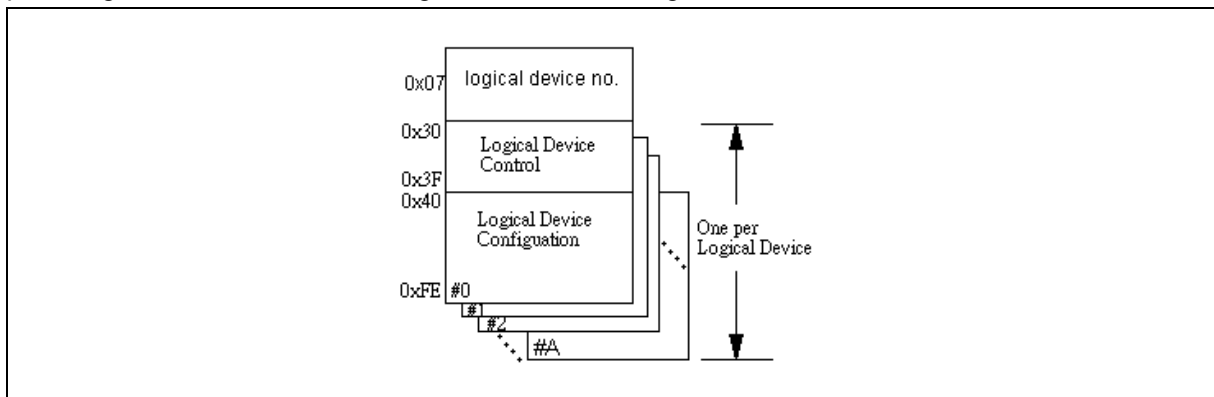 0x07
logical device no.
0x30
Logical Device
Control
0x3F
0x40
Logical Device
Configuation
One per
Logical Device
0xFE
#0
#1
#2
#A